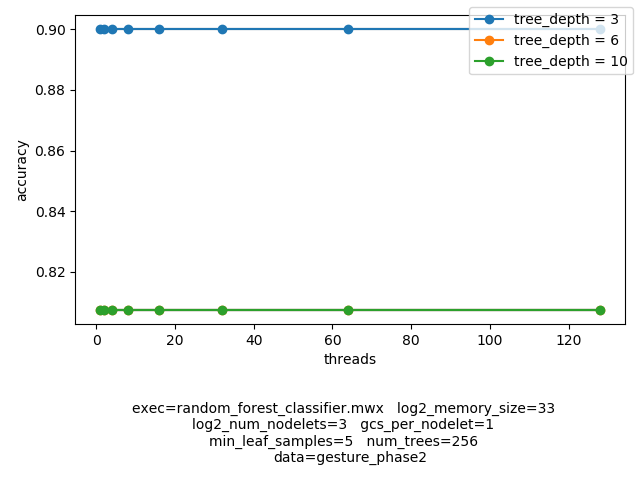 0.90
0.88
0.86
0.84
0.82
accuracy
tree_depth = 3
tree_depth = 6
tree_depth = 10
0 20 40 60 80 100 120
threads
exec=random_forest_classifier.mwx log2_memory_size=33
log2_num_nodelets=3 gcs_per_nodelet=1
min_leaf_samples=5 num_trees=256
data=gesture_phase2